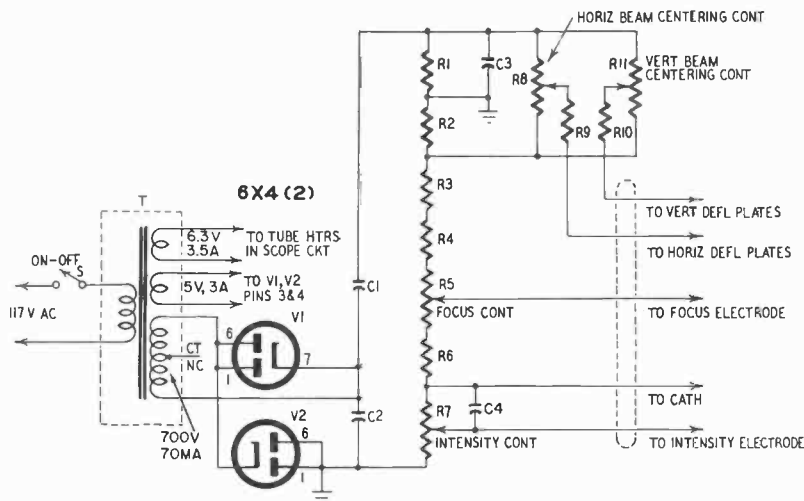 HORIZ BEAM CENTERING CONT
R1
C3
R8
R11
VERT BEAM
CENTERING CONT
R2
R9
R10
R3
T
6X4 (2)
R4
6.3V
3.5A
TO TUBE HTRS
IN SCOPE CKT
TO VERT DEFL PLATES
ON-OFF
S
TO HORIZ DEFL PLATES
5V, 3A
TO V1, V2
PINS 3&4
C1
R5
FOCUS CONT
TO FOCUS ELECTRODE
117V AC
V1
6
CT
NC
7
1
R6
TO CATH
C2
V2
6
R7
C4
700V
70MA
INTENSITY CONT
TO INTENSITY ELECTRODE
1